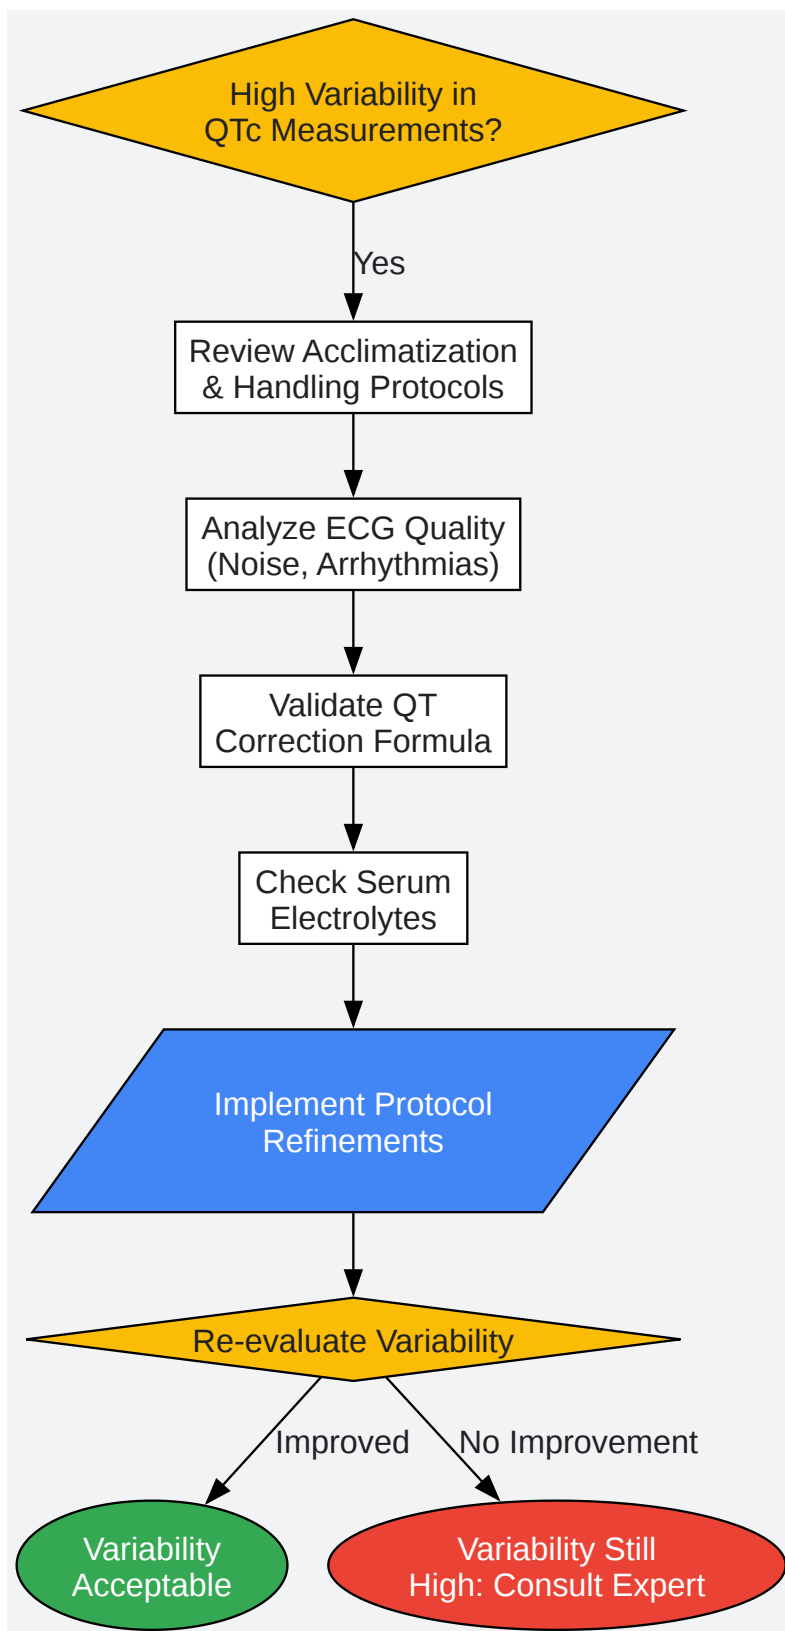 High Variability in
QTc Measurements?
Yes
Review Acclimatization
& Handling Protocols
Analyze ECG Quality
(Noise, Arrhythmias)
Validate QT
Correction Formula
Check Serum
Electrolytes
Implement Protocol
Refinements
Re-evaluate Variability
Improved
No Improvement
Variability
Acceptable
Variability Still
High: Consult Expert